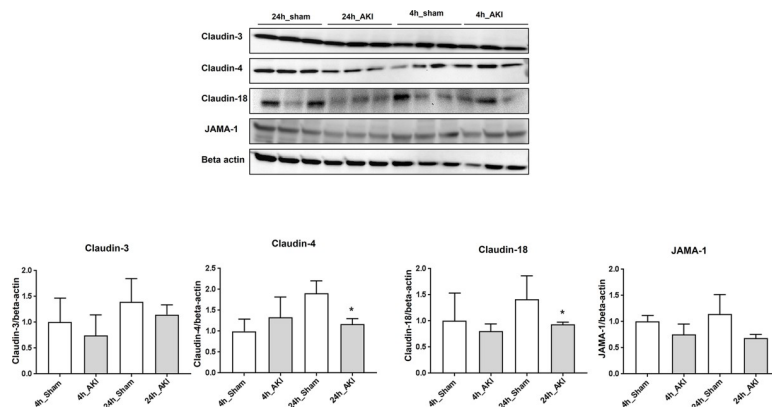 24h_sham 24h_AKI 4h_sham 4h_AKI
Claudin-3
Claudin-4
Claudin-18
JAMA-1
Beta actin
Claudin-3
Claudin-3/beta-actin
2.0
1.5
1.0
0.5
0.0
4h_Sham
4h_AKI
24h_Sham
24h_AKI
Claudin-4
Claudin-4/beta-actin
2.5
2.0
1.5
1.0
0.5
0.0
*
4h_Sham
4h_AKI
24h_Sham
24h_AKI
Claudin-18
Claudin-18/beta-actin
2.0
1.5
1.0
0.5
0.0
*
4h_Sham
4h_AKI
24h_Sham
24h_AKI
JAMA-1
JAMA-1/beta-actin
2.0
1.5
1.0
0.5
0.0
4h_Sham
4h_AKI
24h_Sham
24h_AKI